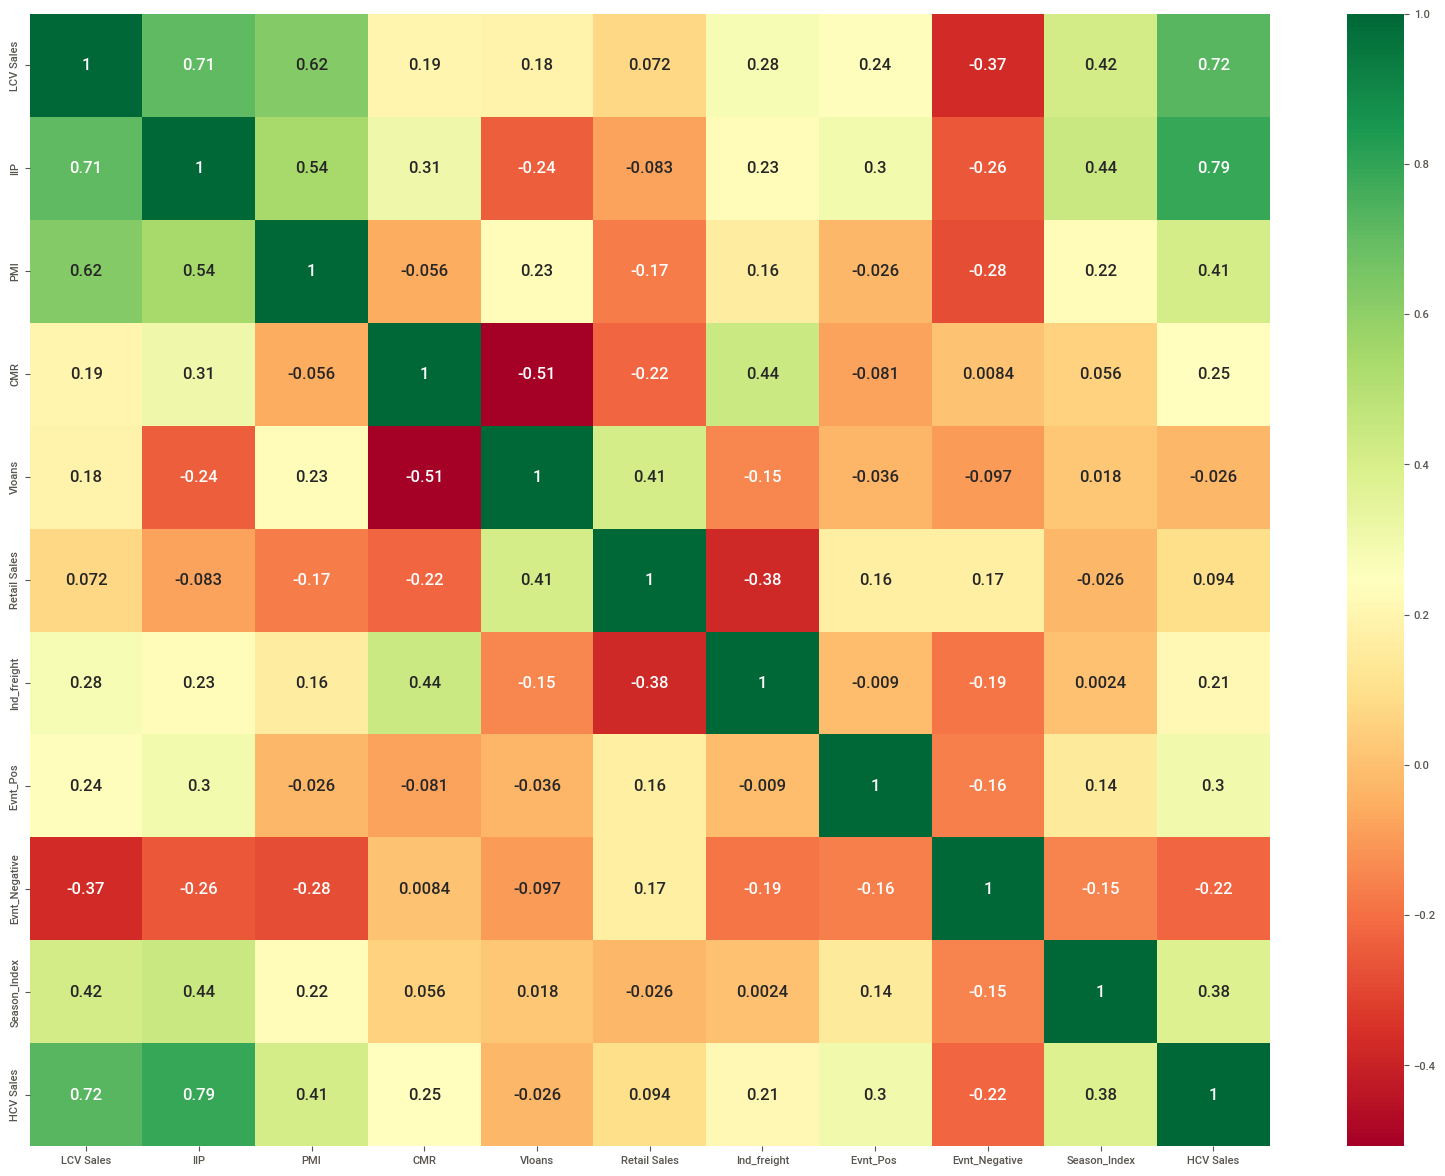 LCV Sales 1 0.71 0.62 0.19 0.18 0.072 0.28 0.24 -0.37 0.42 0.72
IIP 0.71 1 0.54 0.31 -0.24 -0.083 0.23 0.3 -0.26 0.44 0.79
PMI 0.62 0.54 1 -0.056 0.23 -0.17 0.16 -0.026 -0.28 0.22 0.41
CMR 0.19 0.31 -0.056 1 -0.51 -0.22 0.44 -0.081 0.0084 0.056 0.25
Vloans 0.18 -0.24 0.23 -0.51 1 0.41 -0.15 -0.036 -0.097 0.018 -0.026
Retail Sales 0.072 -0.083 -0.17 -0.22 0.41 1 -0.38 0.16 0.17 -0.026 0.094
Ind_freight 0.28 0.23 0.16 0.44 -0.15 -0.38 1 -0.009 -0.19 0.0024 0.21
Evnt_Pos 0.24 0.3 -0.026 -0.081 -0.036 0.16 -0.009 1 -0.16 0.14 0.3
Evnt_Negative -0.37 -0.26 -0.28 0.0084 -0.097 0.17 -0.19 -0.16 1 -0.15 -0.22
Season_Index 0.42 0.44 0.22 0.056 0.018 -0.026 0.0024 0.14 -0.15 1 0.38
HCV Sales 0.72 0.79 0.41 0.25 -0.026 0.094 0.21 0.3 -0.22 0.38 1
LCV Sales IIP PMI CMR Vloans Retail Sales Ind_freight Evnt_Pos Evnt_Negative Season_Index HCV Sales
1.0
0.8
0.6
0.4
0.2
0.0
-0.2
-0.4